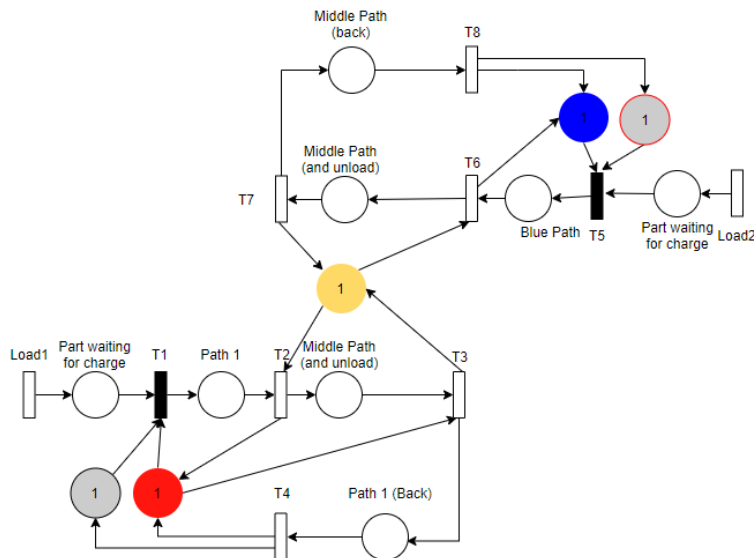 Middle Path
(back)
T8
1
1
Middle Path
(and unload)
T6
T7
Blue Path
T5
Part waiting
for charge
Load2
1
Load1
Part waiting
for charge
T1
Path 1
T2
Middle Path
(and unload)
T3
1
1
T4
Path 1 (Back)